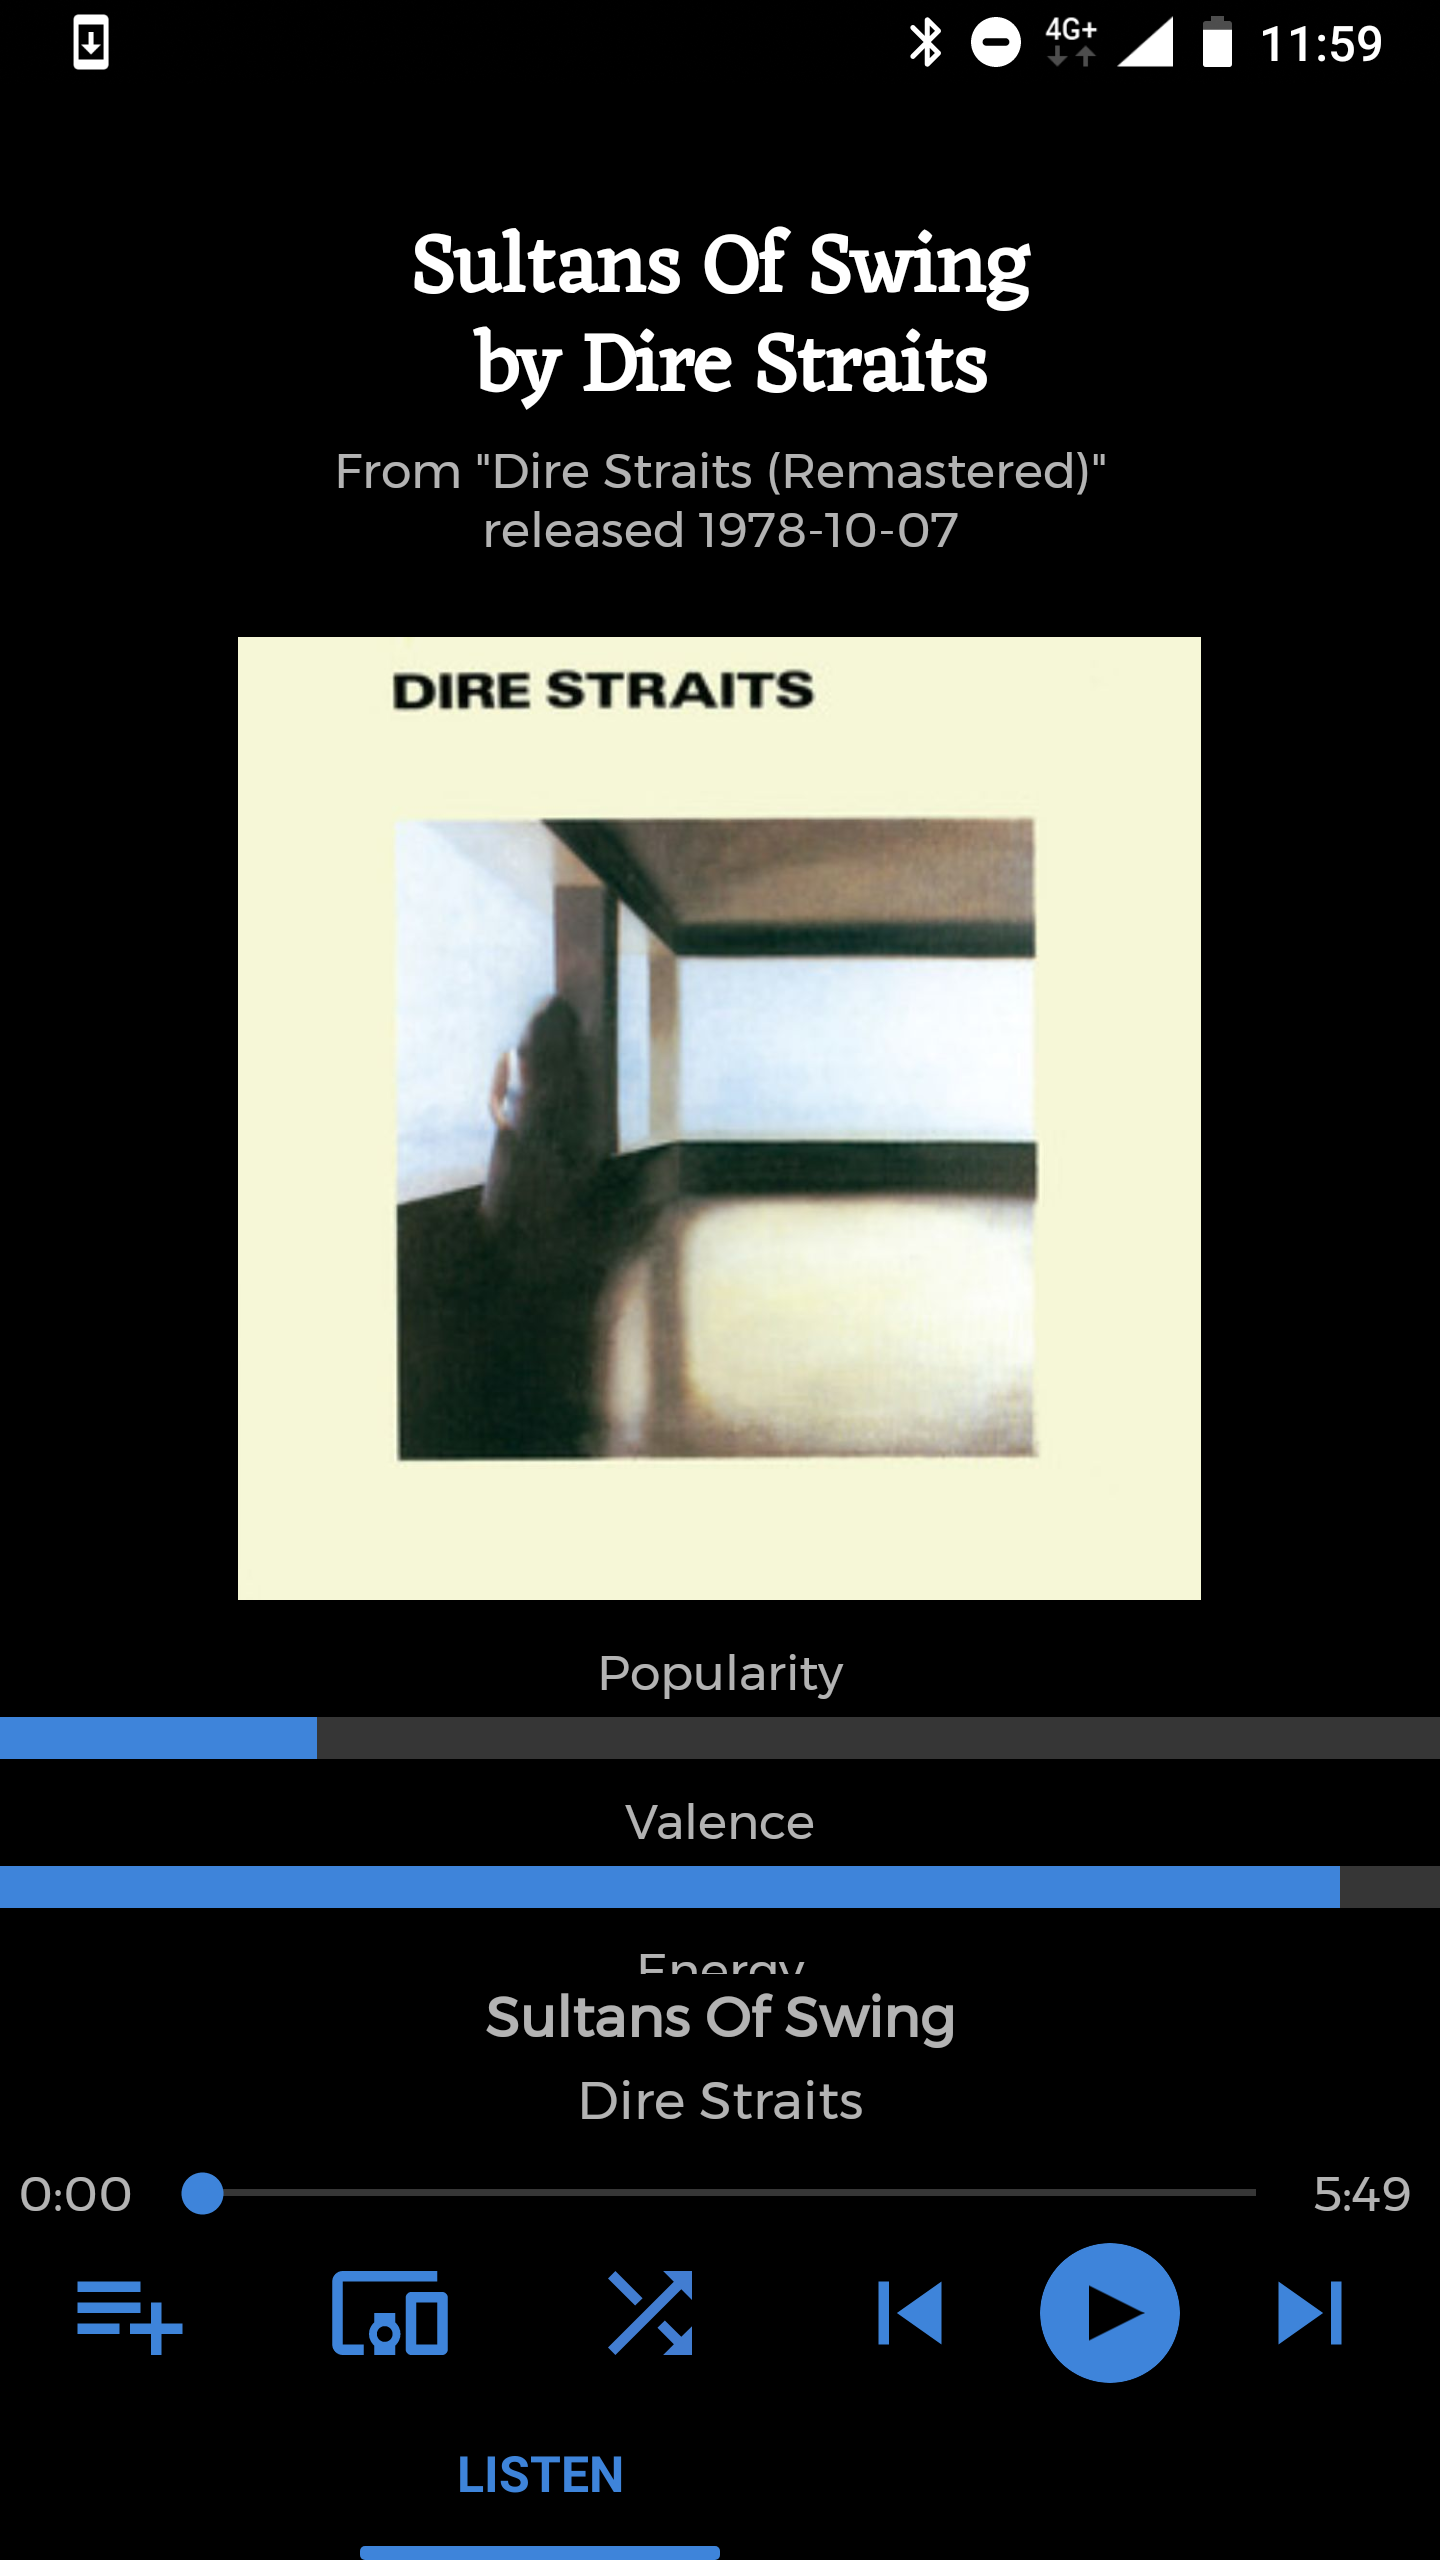 4G+ 11:59
Sultans Of Swing
by Dire Straits
From "Dire Straits (Remastered)"
released 1978-10-07
DIRE STRAITS
Popularity
Valence
Energy
Sultans Of Swing
Dire Straits
0:00 5:49
LISTEN